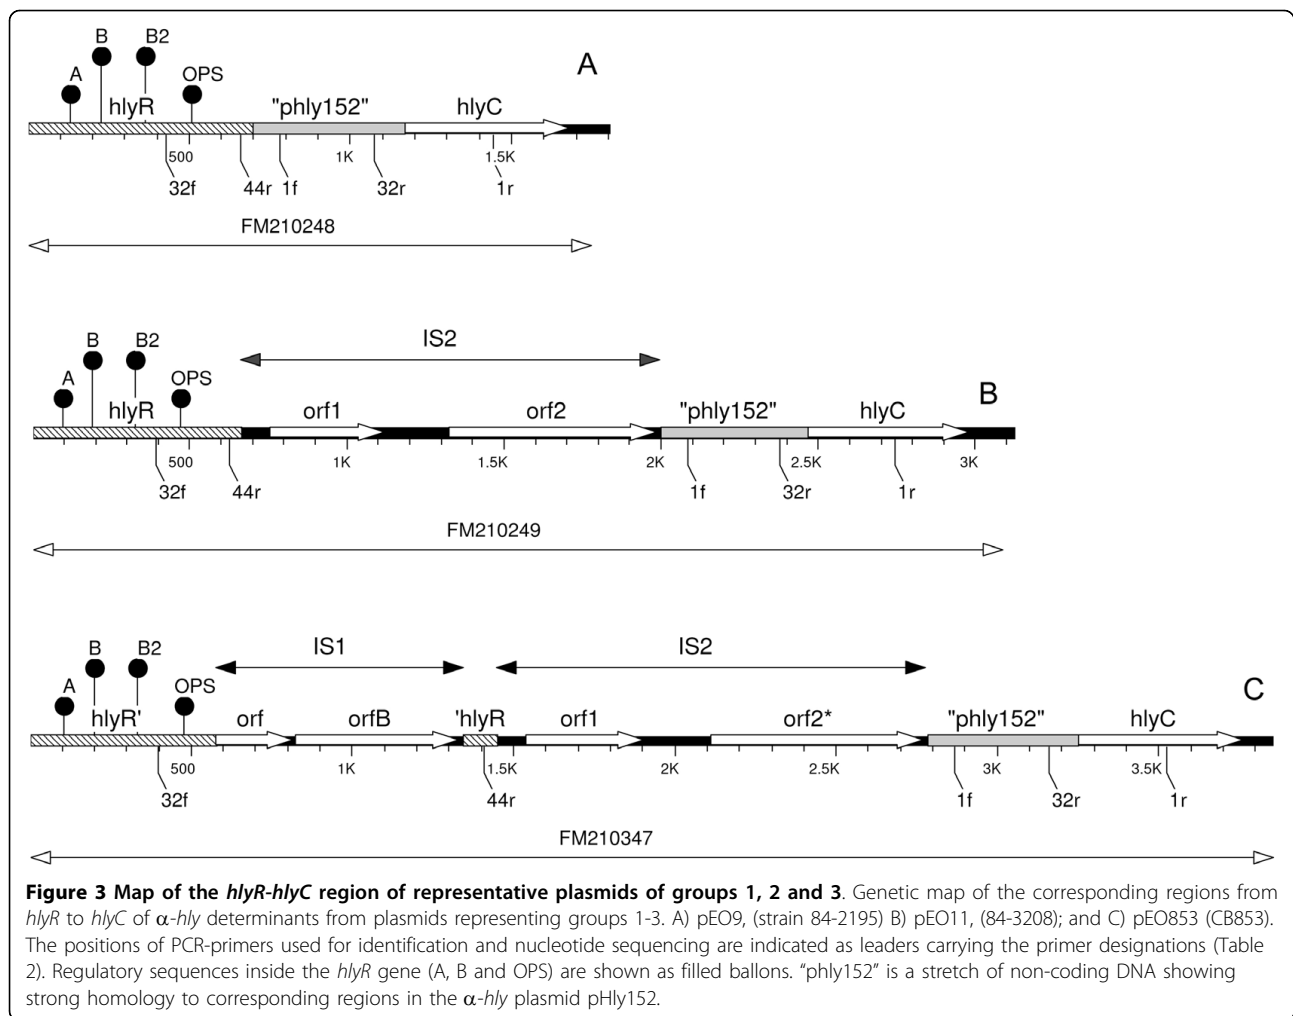 B B2
A OPS A
hlyR "phly152" hlyC
500 1K 1.5K
32f 44r 1f 32r 1r
FM210248
IS2
B B2
A OPS B
hlyR orf1 orf2 "phly152" hlyC
500 1K 1.5K 2K 2.5K 3K
32f 44r 1f 32r 1r
FM210249
IS1 IS2
B B2
A OPS C
hlyR' orf orfB 'hlyR orf1 orf2* "phly152" hlyC
500 1K 1.5K 2K 2.5K 3K 3.5K
32f 44r 1f 32r 1r
FM210347
Figure 3 Map of the hlyR-hlyC region of representative plasmids of groups 1, 2 and 3. Genetic map of the corresponding regions from
hlyR to hlyC of α-hly determinants from plasmids representing groups 1-3. A) pEO9, (strain 84-2195) B) pEO11, (84-3208); and C) pEO853 (CB853).
The positions of PCR-primers used for identification and nucleotide sequencing are indicated as leaders carrying the primer designations (Table
2). Regulatory sequences inside the hlyR gene (A, B and OPS) are shown as filled ballons. "phly152" is a stretch of non-coding DNA showing
strong homology to corresponding regions in the α-hly plasmid pHly152.